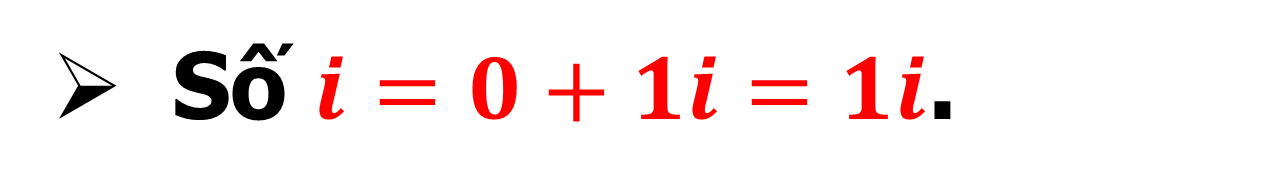 ➢ Số i = 0 + 1i = 1i.